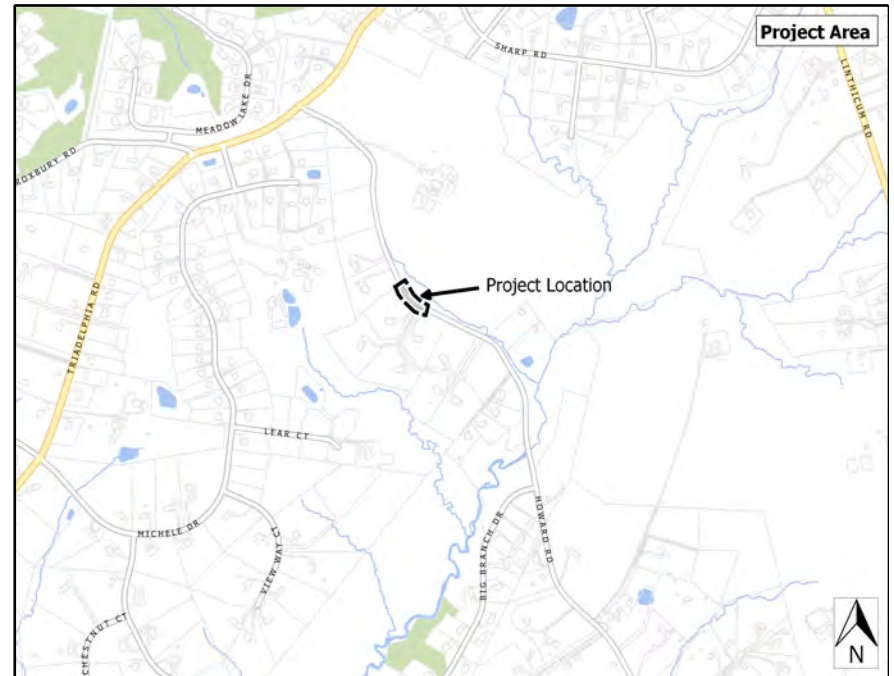 Project Area
SHARP RD
LINTHICUM RD
MEADOW LAKE DR
ROXBURY RD
Project Location
TRIADELPHIA RD
LEAR CT
MICHELE DR
VIEW WAY CT
BIG BRANCH DR
HOWARD RD
CHESTNUT CT
N